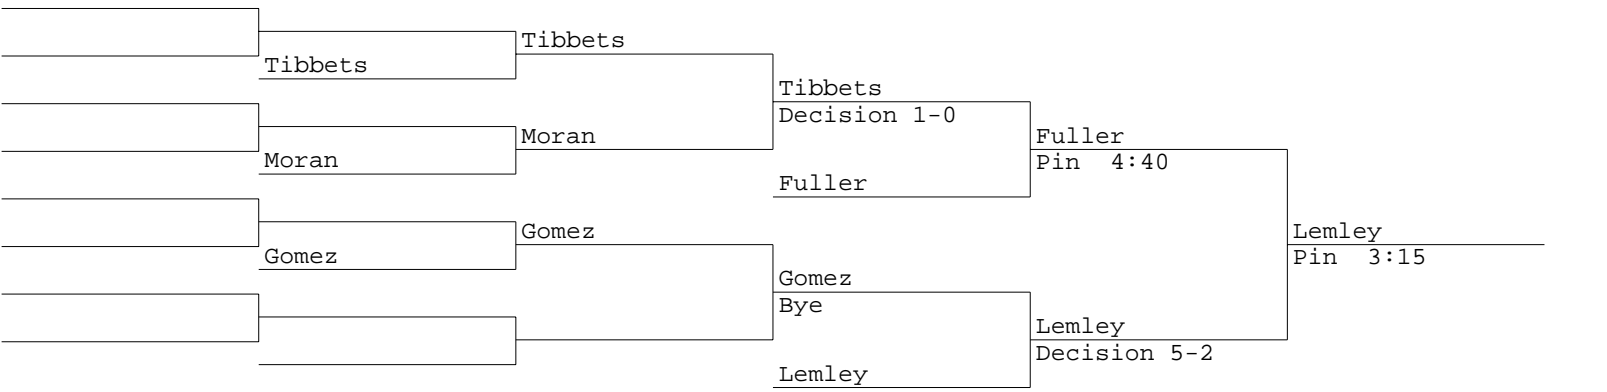 Tibbets
Tibbets
Tibbets
Decision 1-0
Moran
Fuller
Pin  4:40
Moran
Fuller
Gomez
Lemley
Pin  3:15
Gomez
Gomez
Bye
Lemley
Decision 5-2
Lemley